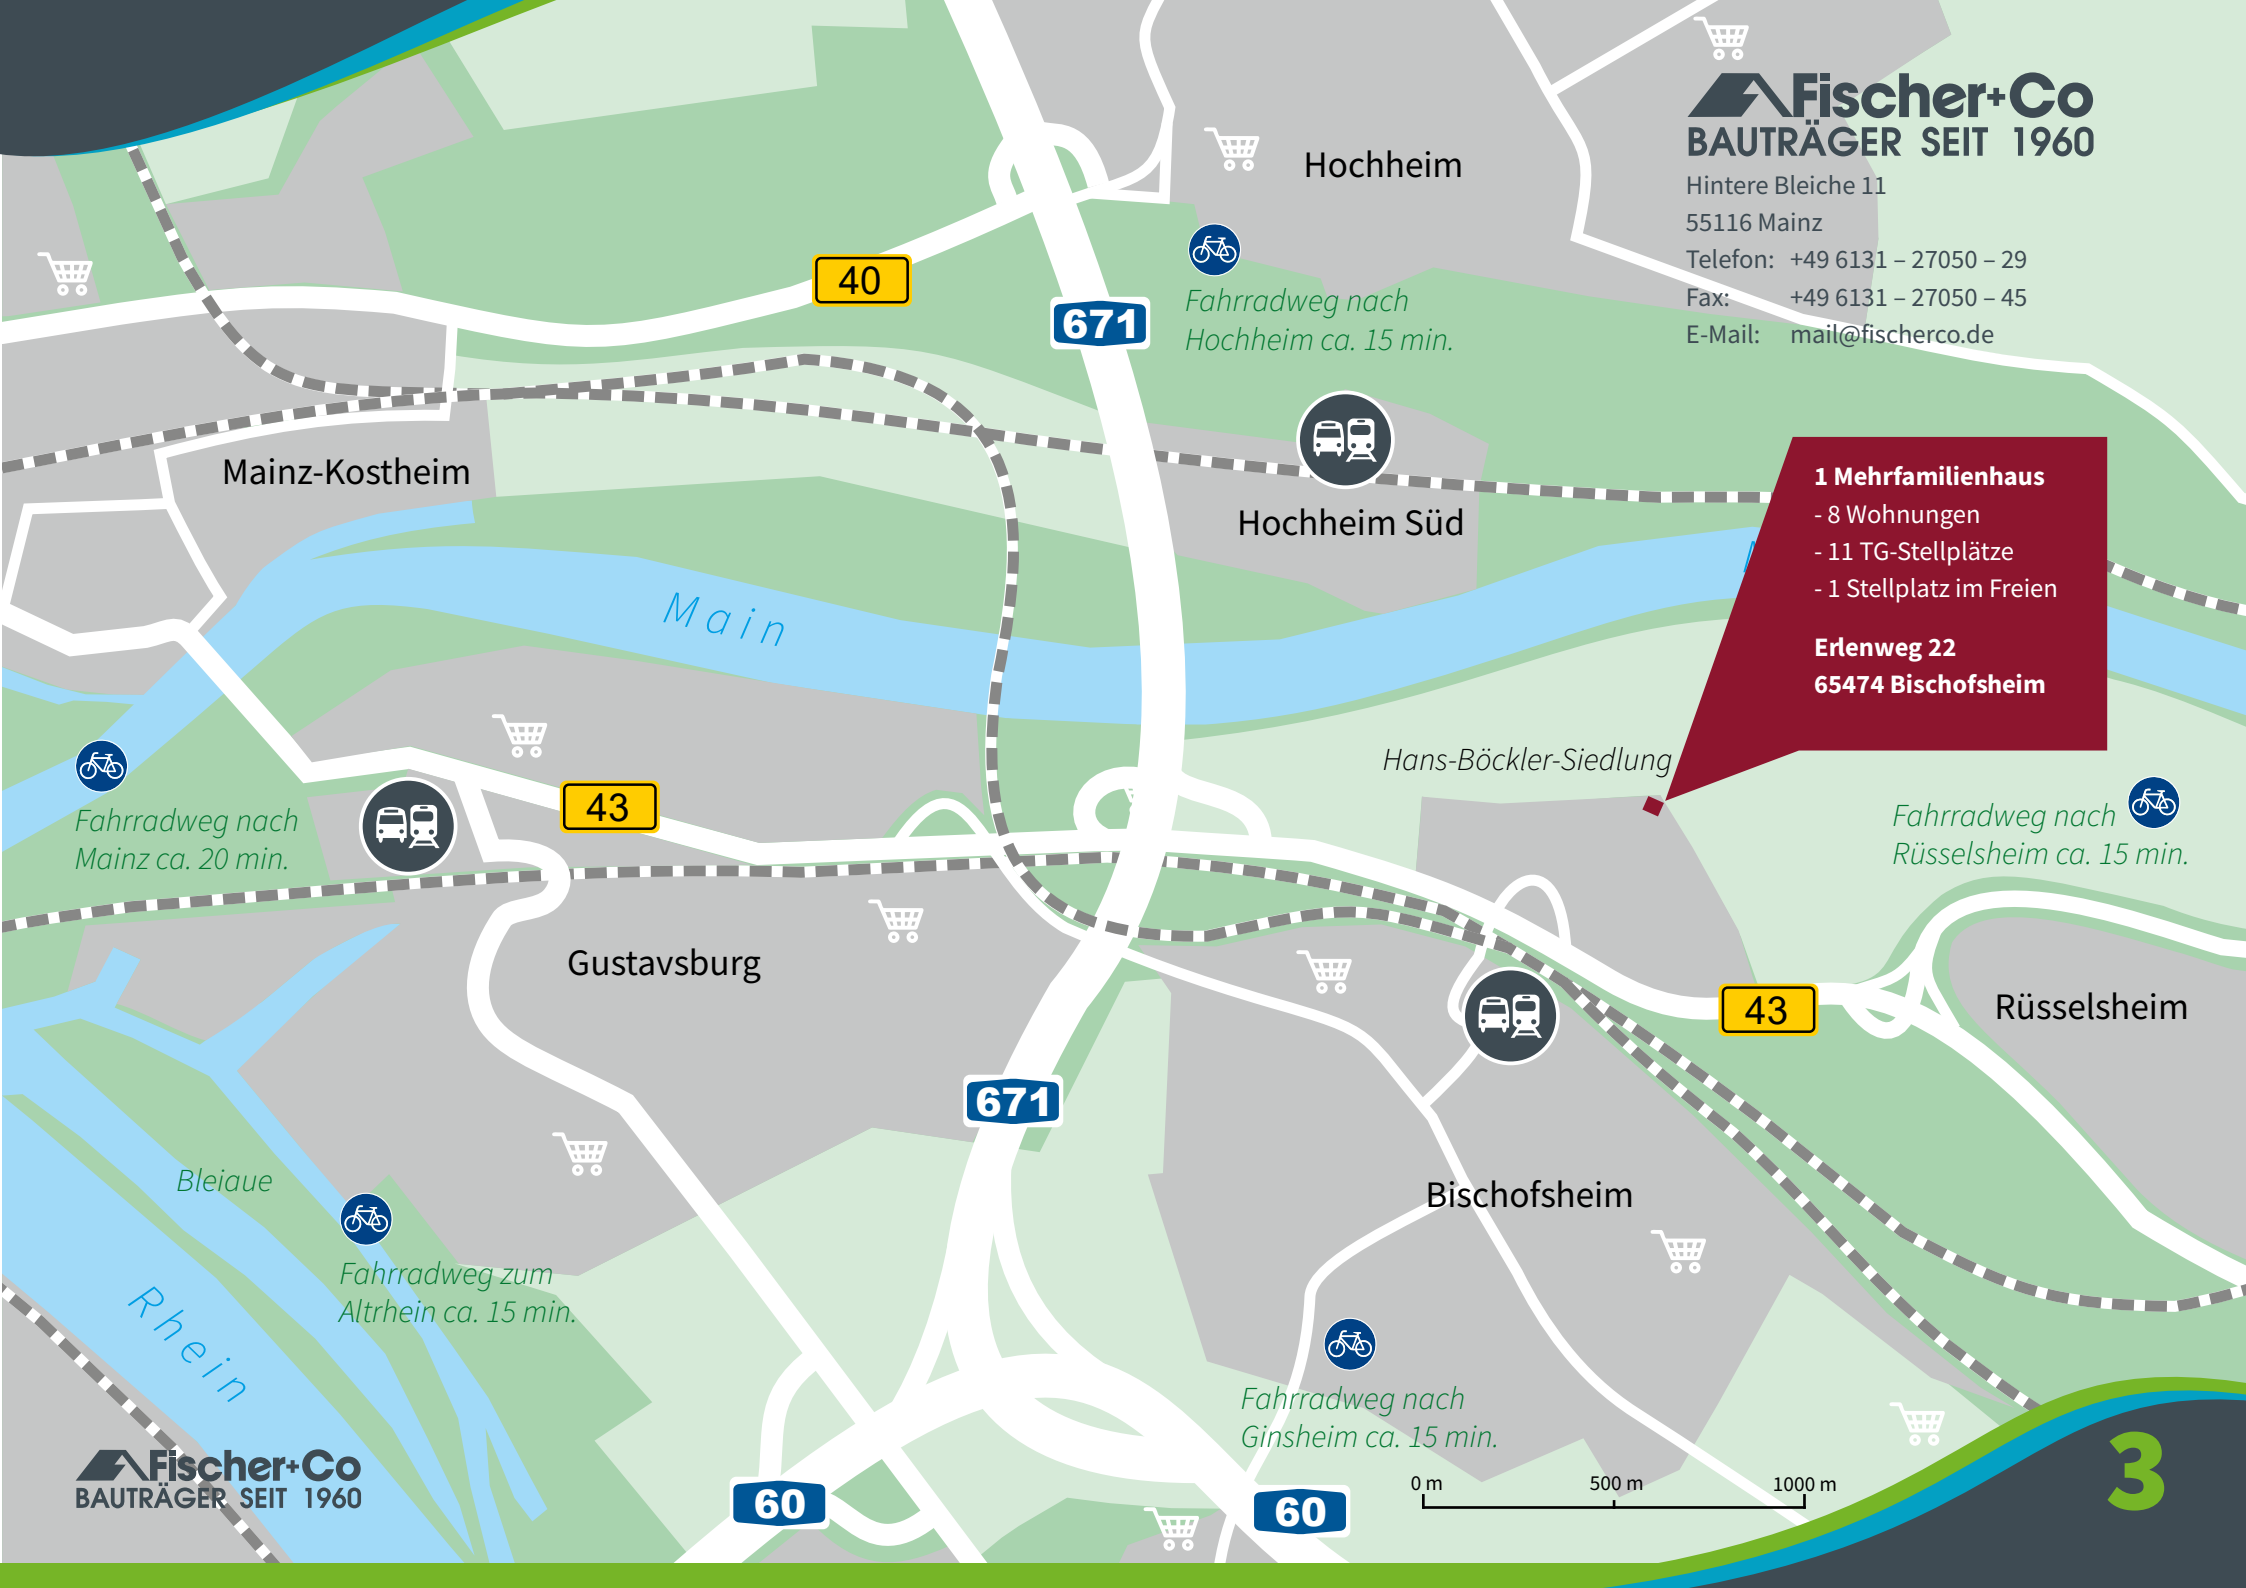 Fischer+Co
BAUTRÄGER SEIT 1960
Hintere Bleiche 11
55116 Mainz
Telefon: +49 6131 – 27050 – 29
Fax: +49 6131 – 27050 – 45
E-Mail: mail@fischerco.de
Hochheim
40
671
Fahrradweg nach
Hochheim ca. 15 min.
Mainz-Kostheim
Hochheim Süd
1 Mehrfamilienhaus
- 8 Wohnungen
- 11 TG-Stellplätze
- 1 Stellplatz im Freien
Erlenweg 22
65474 Bischofsheim
Main
Hans-Böckler-Siedlung
43
Fahrradweg nach
Mainz ca. 20 min.
Fahrradweg nach
Rüsselsheim ca. 15 min.
Gustavsburg
43
Rüsselsheim
671
Bleiaue
Bischofsheim
Fahrradweg zum
Altrhein ca. 15 min.
Rhein
Fahrradweg nach
Ginsheim ca. 15 min.
Fischer+Co
BAUTRÄGER SEIT 1960
60
60
0 m 500 m 1000 m
3